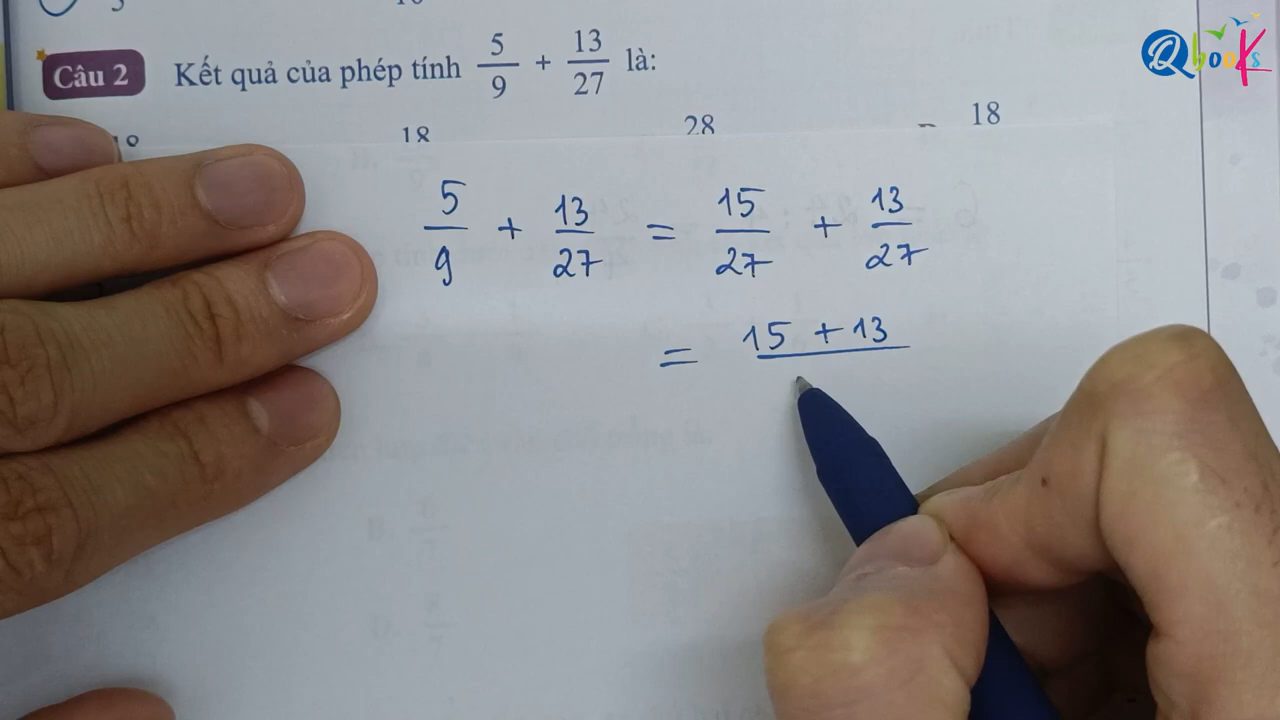 Qbooks
Câu 2 Kết quả của phép tính 5/9 + 13/27 là:
18 28 18
5/9 + 13/27 = 15/27 + 13/27
= 15 + 13